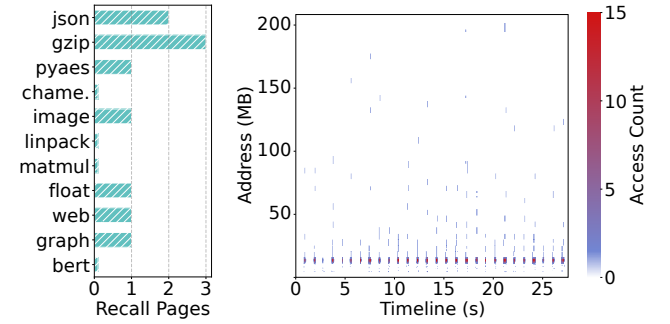 json
gzip
pyaes
chame.
image
linpack
matmul
float
web
graph
bert
0 1 2 3
Recall Pages
200
150
100
50
Address (MB)
0 5 10 15 20 25
Timeline (s)
15
10
5
0
Access Count